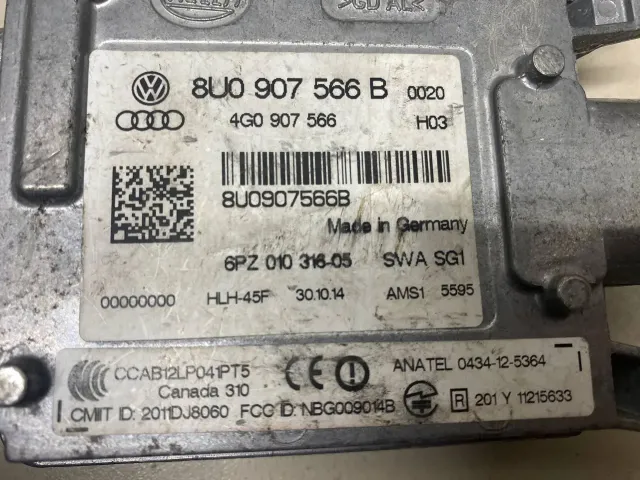 8U0 907 566 B 0020
4G0 907 566 H03
8U0907566B
Made in Germany
6PZ 010 316-05 SWA SG1
00000000 HLH-45F 30.10.14 AMS1 5595
CCAB12LP041PT5
Canada 310
ANATEL 0434-12-5364
CMIIT ID: 2011DJ8060 FCC ID: NBG009014B
R 201 Y 11215633